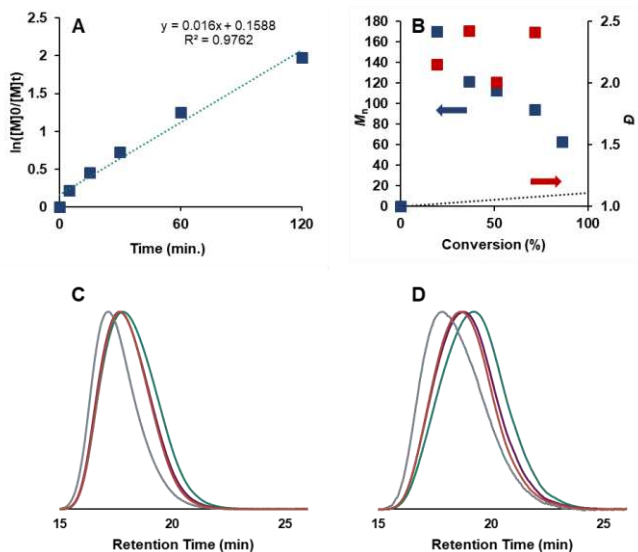 A
y = 0.016x + 0.1588
R² = 0.9762
2.5
2
1.5
1
0.5
0
ln([M]0/[M]t)
0
60
120
Time (min.)
B
180
160
140
120
100
80
60
40
20
0
Mn
2.5
2.0
1.5
1.0
Đ
0
50
100
Conversion (%)
C
15
20
25
Retention Time (min)
D
15
20
25
Retention Time (min)